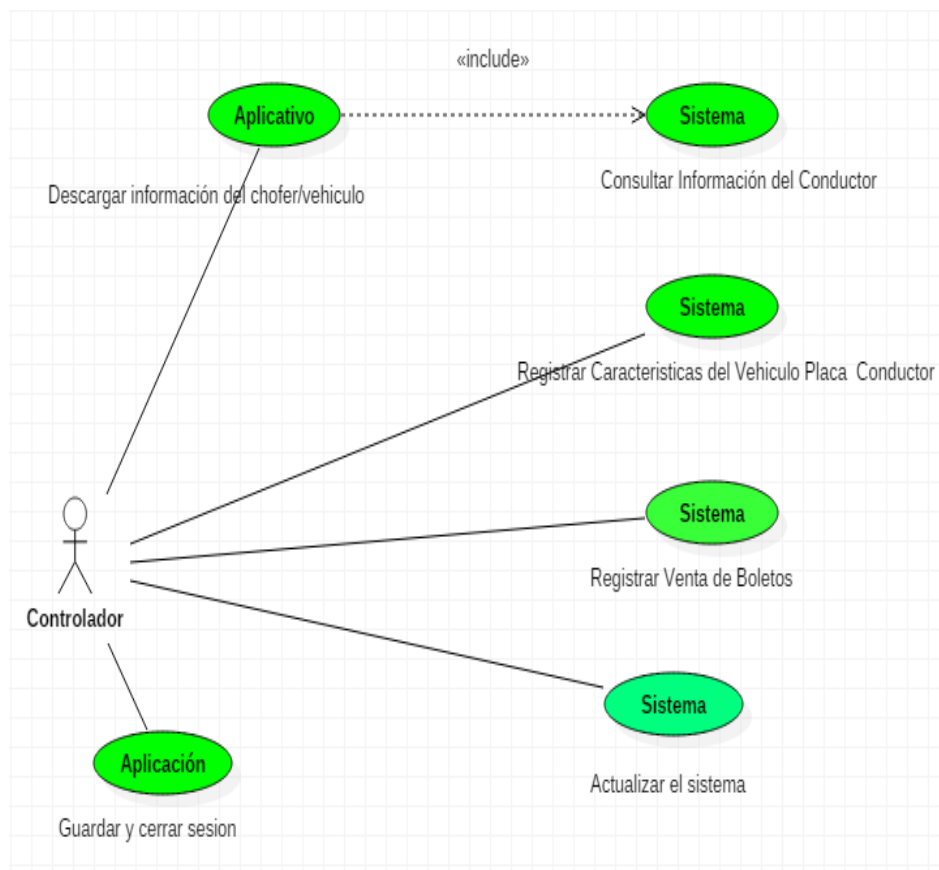 «include»
Aplicativo
Sistema
Descargar información del chofer/vehiculo
Consultar Información del Conductor
Sistema
Registrar Caracteristicas del Vehiculo Placa  Conductor
Sistema
Registrar Venta de Boletos
Controlador
Sistema
Actualizar el sistema
Aplicación
Guardar y cerrar sesion